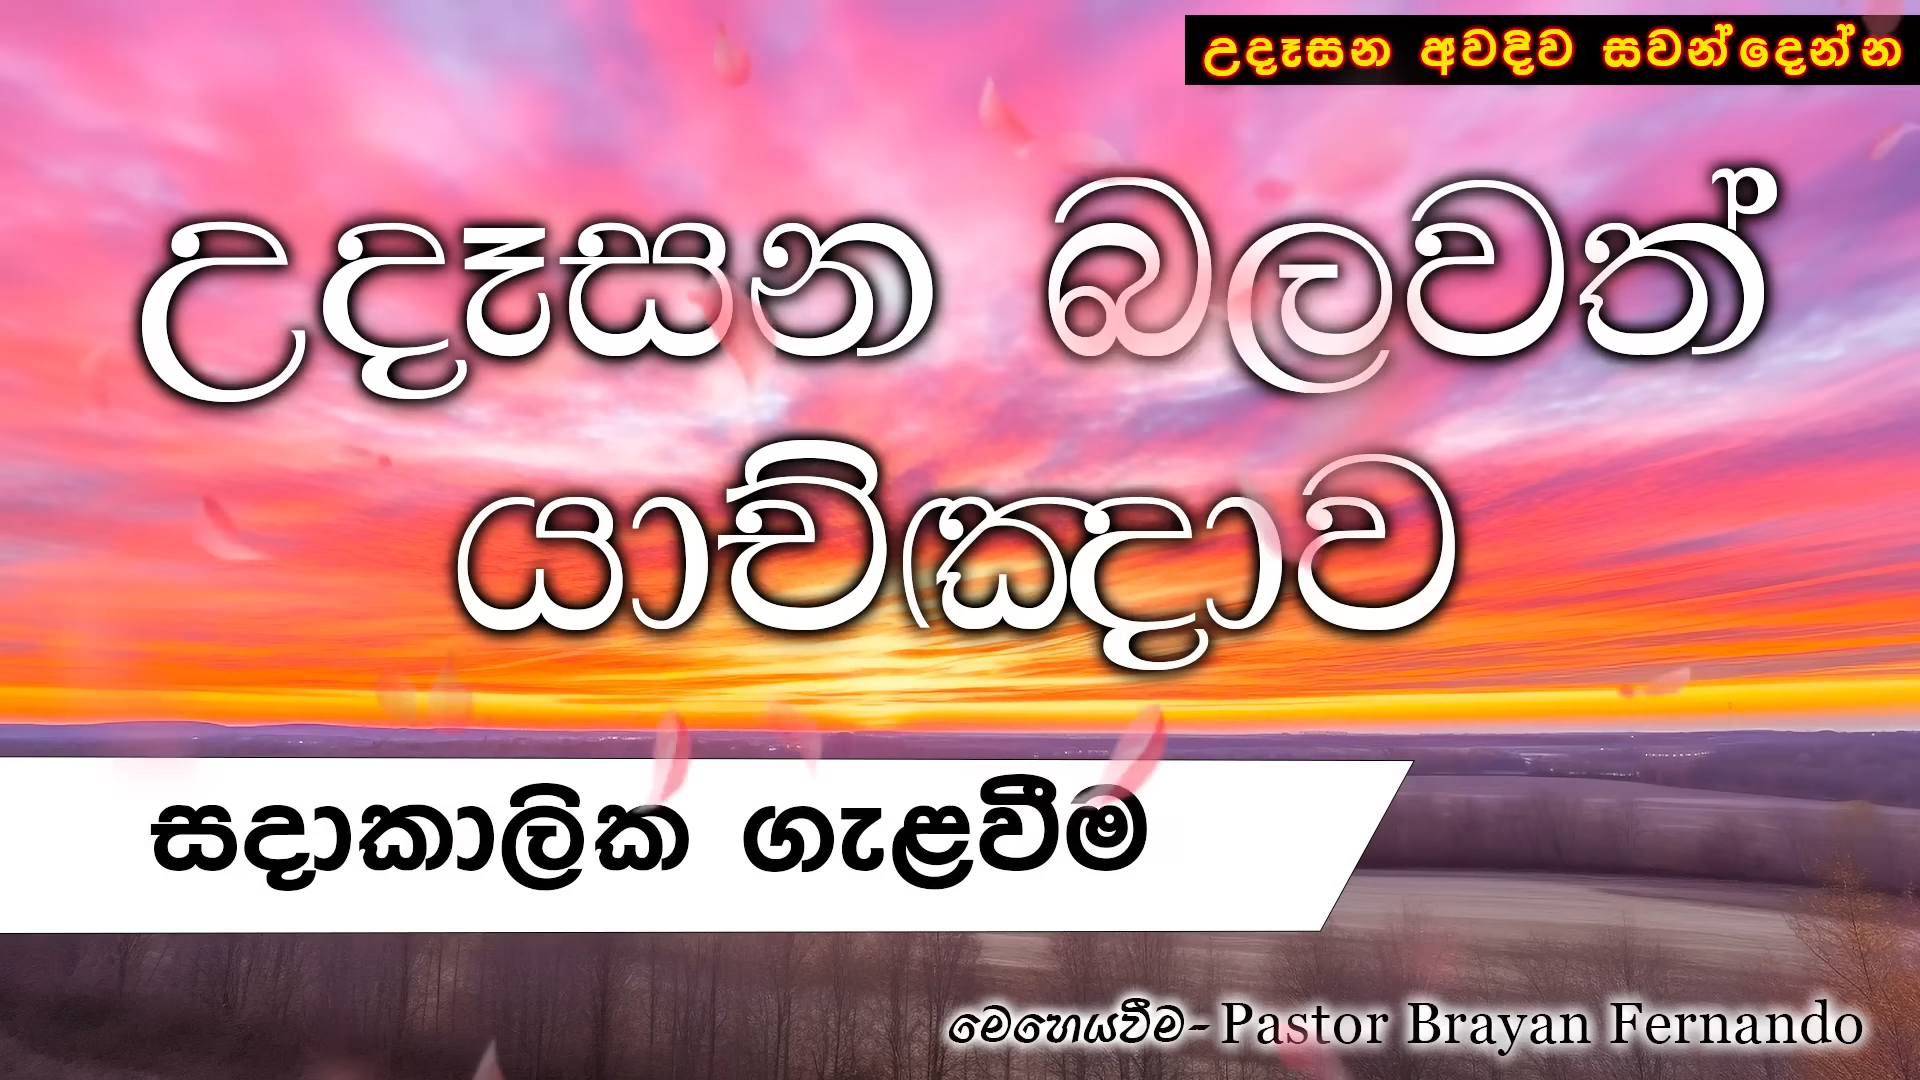 උදෑසන අවදිව සවන්දෙන්න
උදෑසන බලවත්
යාච්ඤාව
සදාකාලික ගැළවීම
මෙහෙයවීම- Pastor Brayan Fernando